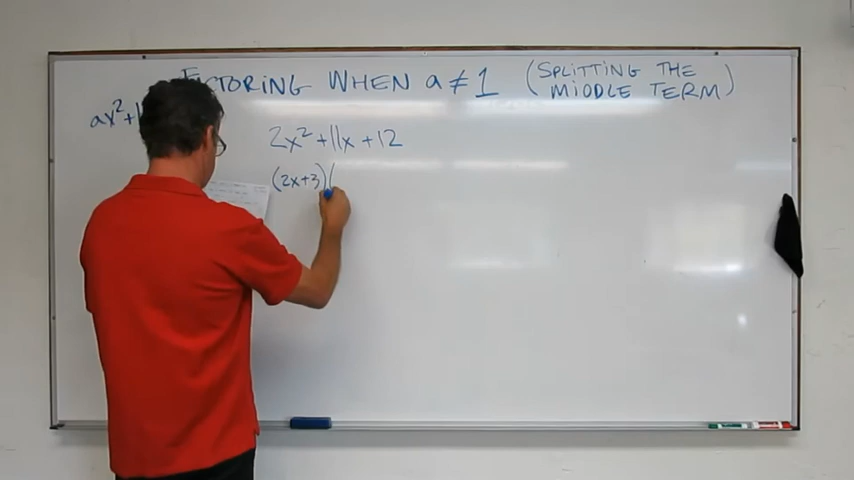 FACTORING WHEN a ≠ 1 (SPLITTING THE
MIDDLE TERM)
ax²+
2x² + 11x + 12
(2x+3)(